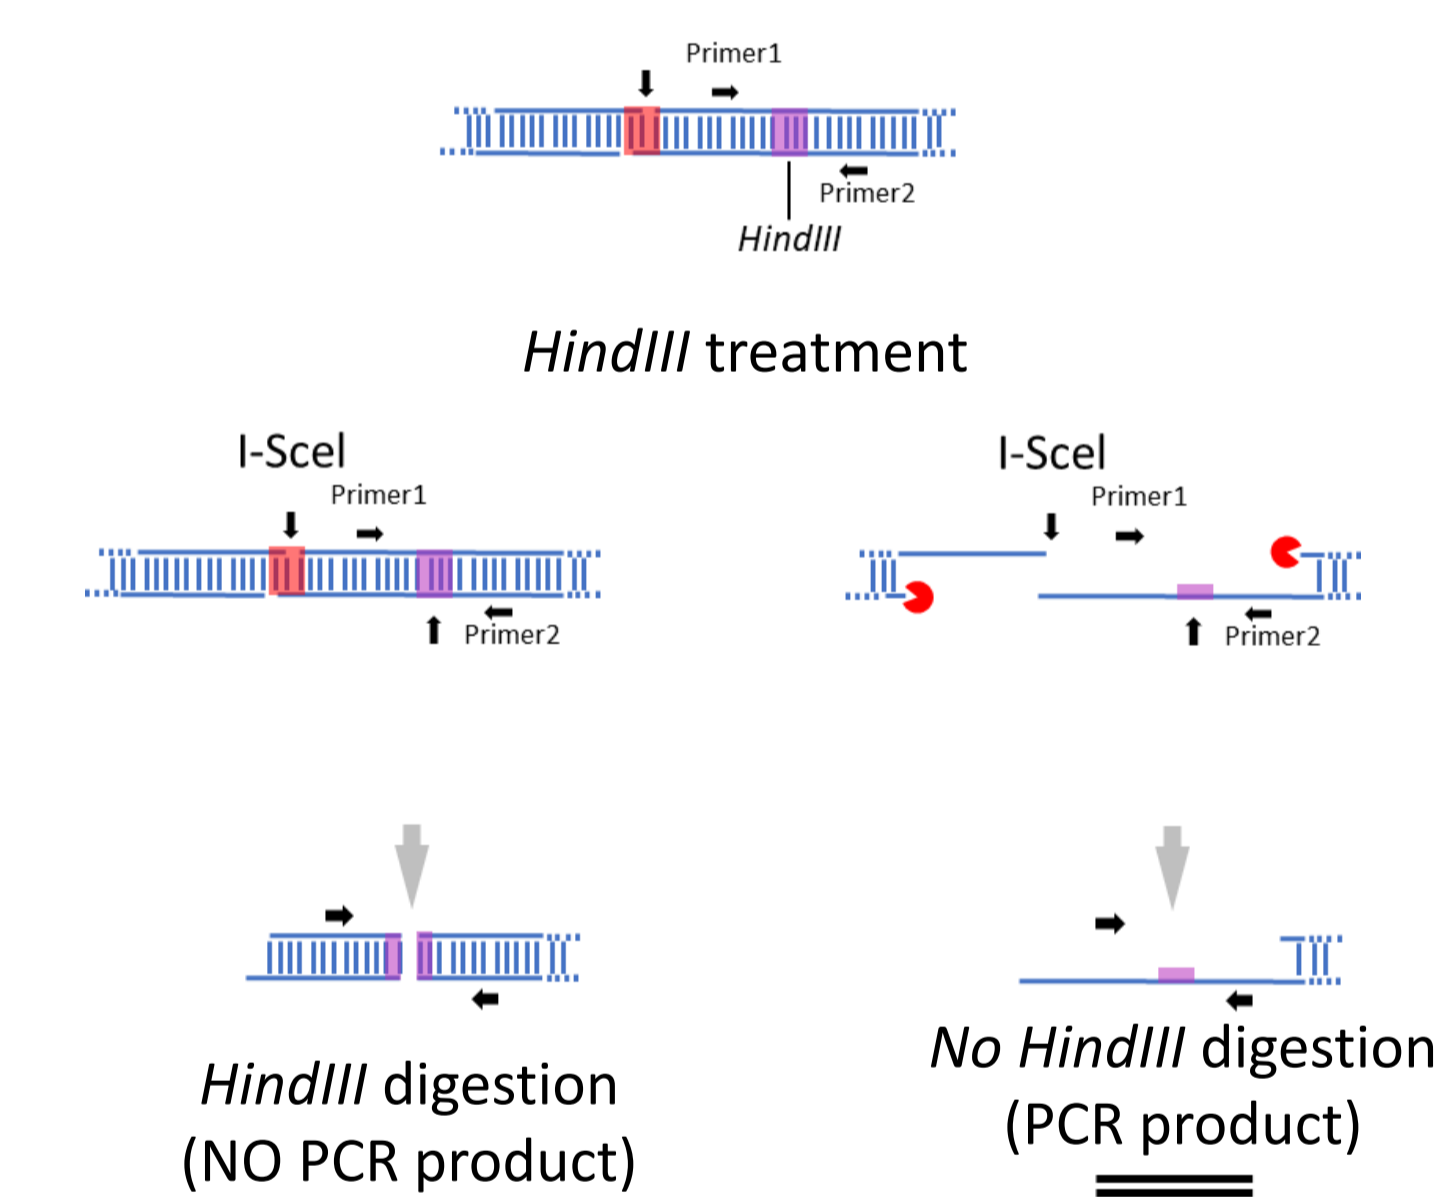 Primer1
Primer2
HindIII
HindIII treatment
I-SceI
Primer1
Primer2
I-SceI
Primer1
Primer2
HindIII digestion
(NO PCR product)
No HindIII digestion
(PCR product)